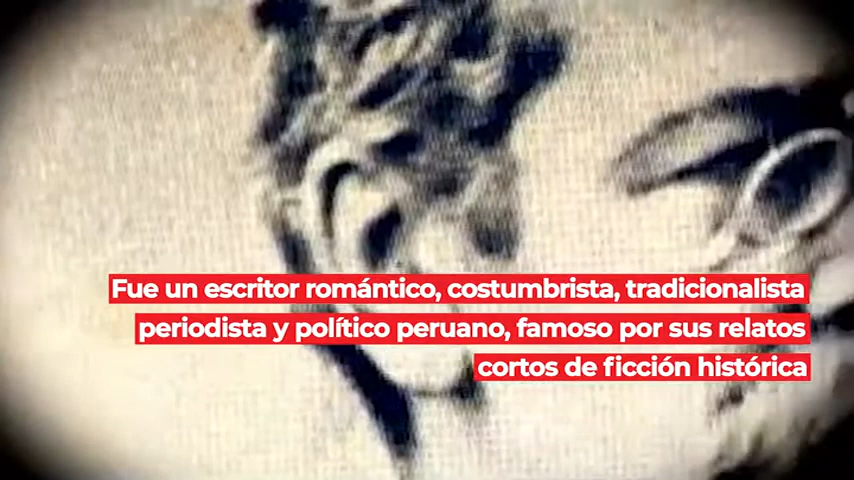 Fue un escritor romántico, costumbrista, tradicionalista
periodista y político peruano, famoso por sus relatos
cortos de ficción histórica